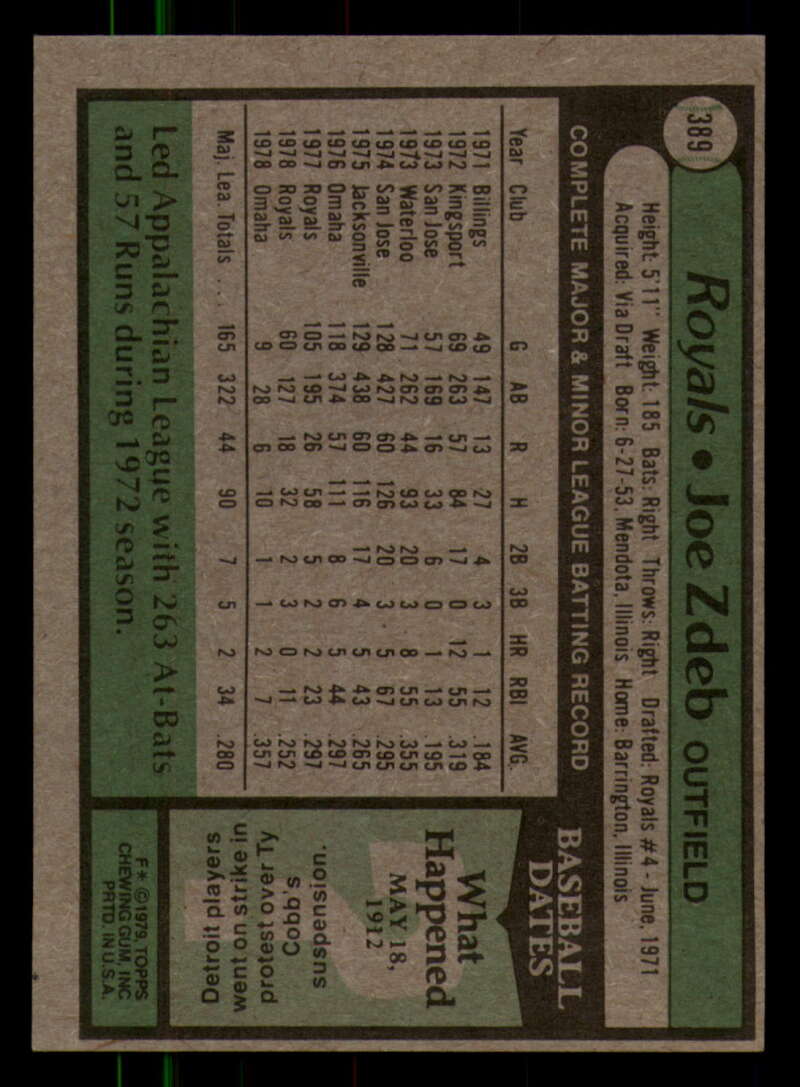 389
Royals • Joe Zdeb OUTFIELD
Height: 5'11" Weight: 185 Bats: Right Throws: Right Drafted: Royals #4 - June, 1971
Acquired: Via Draft Born: 6-27-53, Mendota, Illinois Home: Barrington, Illinois
COMPLETE MAJOR & MINOR LEAGUE BATTING RECORD
Year Club G AB R H 2B 3B HR RBI AVG.
1971 Billings 49 147 13 27 4 3 1 12 .184
1972 Kingsport 69 263 57 84 17 0 12 55 .319
1973 San Jose 57 169 16 33 6 0 1 13 .195
1973 Waterloo 71 262 44 93 20 3 8 55 .355
1974 San Jose 128 427 60 126 20 3 5 67 .295
1975 Jacksonville 129 438 60 116 17 4 5 43 .265
1976 Omaha 118 374 57 111 8 6 5 44 .297
1977 Royals 105 195 26 58 5 2 2 23 .297
1978 Royals 60 127 18 32 2 3 0 11 .252
1978 Omaha 9 28 6 10 1 1 2 7 .357
Maj. Lea. Totals . . . 165 322 44 90 7 5 2 34 .280
Led Appalachian League with 263 At-Bats
and 57 Runs during 1972 season.
BASEBALL
DATES
What
Happened
MAY 18,
1912
Detroit players
went on strike in
protest over Ty
Cobb's
suspension.
F* © 1979, TOPPS
CHEWING GUM, INC
PRTD. IN U.S.A.